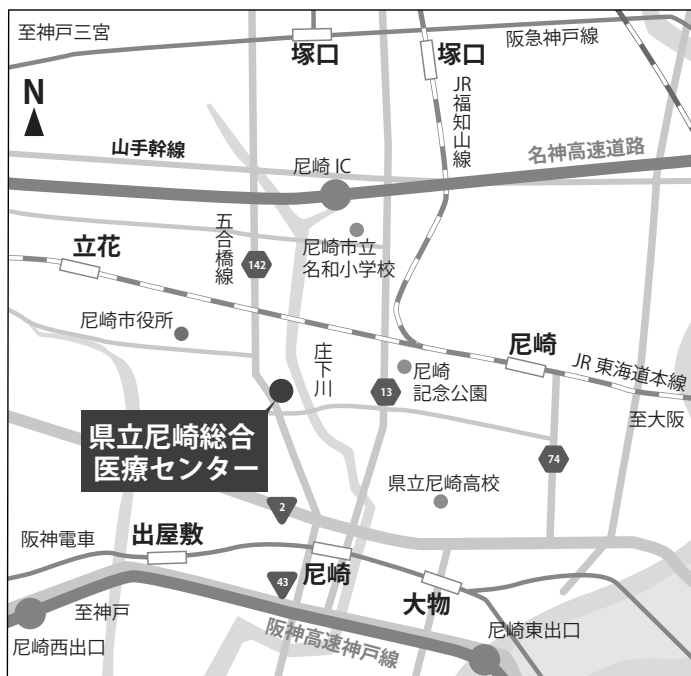 至神戸三宮
塚口
塚口
阪急神戸線
N
JR福知山線
山手幹線
尼崎 IC
名神高速道路
五合橋線
尼崎市立
名和小学校
立花
142
尼崎市役所
庄下川
尼崎
JR 東海道本線
尼崎
記念公園
13
至大阪
県立尼崎総合
医療センター
74
県立尼崎高校
2
阪神電車
出屋敷
尼崎
43
大物
至神戸
尼崎西出口
阪神高速神戸線
尼崎東出口